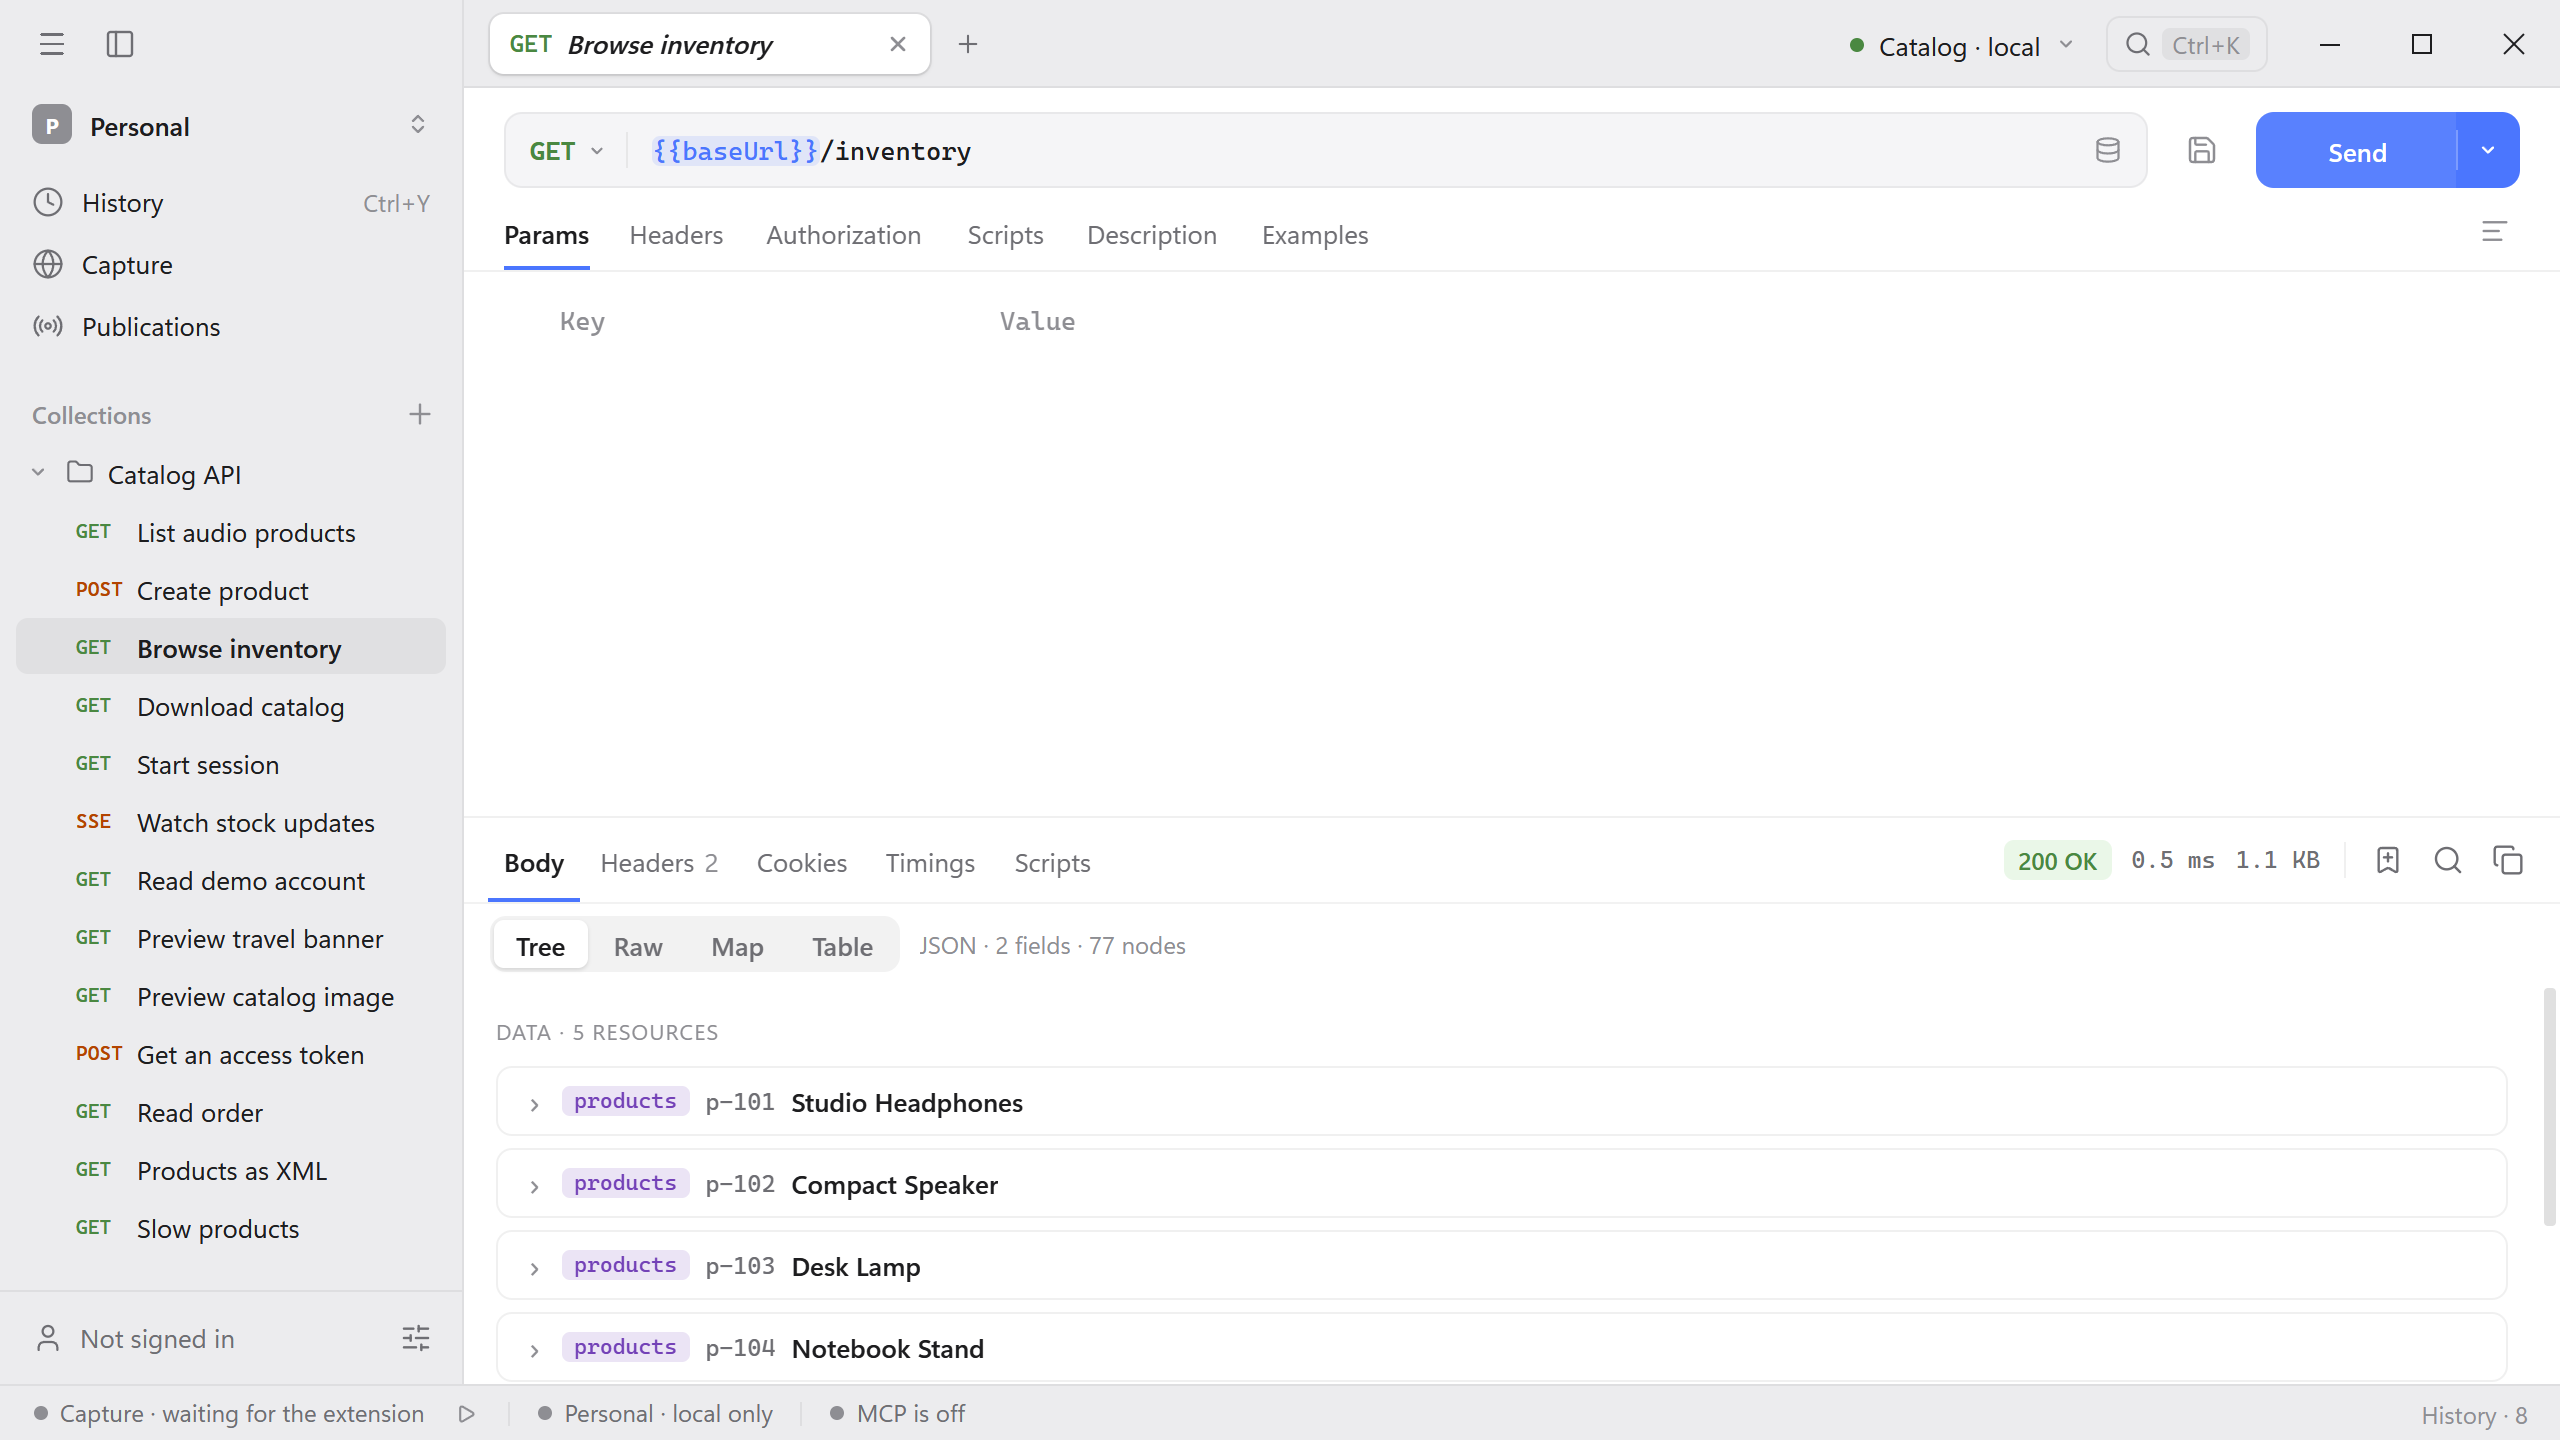 GET Browse inventory
Catalog · local
Ctrl+K
P Personal
History Ctrl+Y
Capture
Publications
Collections
Catalog API
GET List audio products
POST Create product
GET Browse inventory
GET Download catalog
GET Start session
SSE Watch stock updates
GET Read demo account
GET Preview travel banner
GET Preview catalog image
POST Get an access token
GET Read order
GET Products as XML
GET Slow products
Not signed in
GET {{baseUrl}}/inventory
Send
Params Headers Authorization Scripts Description Examples
Key Value
Body Headers 2 Cookies Timings Scripts
200 OK 0.5 ms 1.1 KB
Tree Raw Map Table JSON · 2 fields · 77 nodes
DATA · 5 RESOURCES
products p-101 Studio Headphones
products p-102 Compact Speaker
products p-103 Desk Lamp
products p-104 Notebook Stand
Capture · waiting for the extension
Personal · local only
MCP is off
History · 8